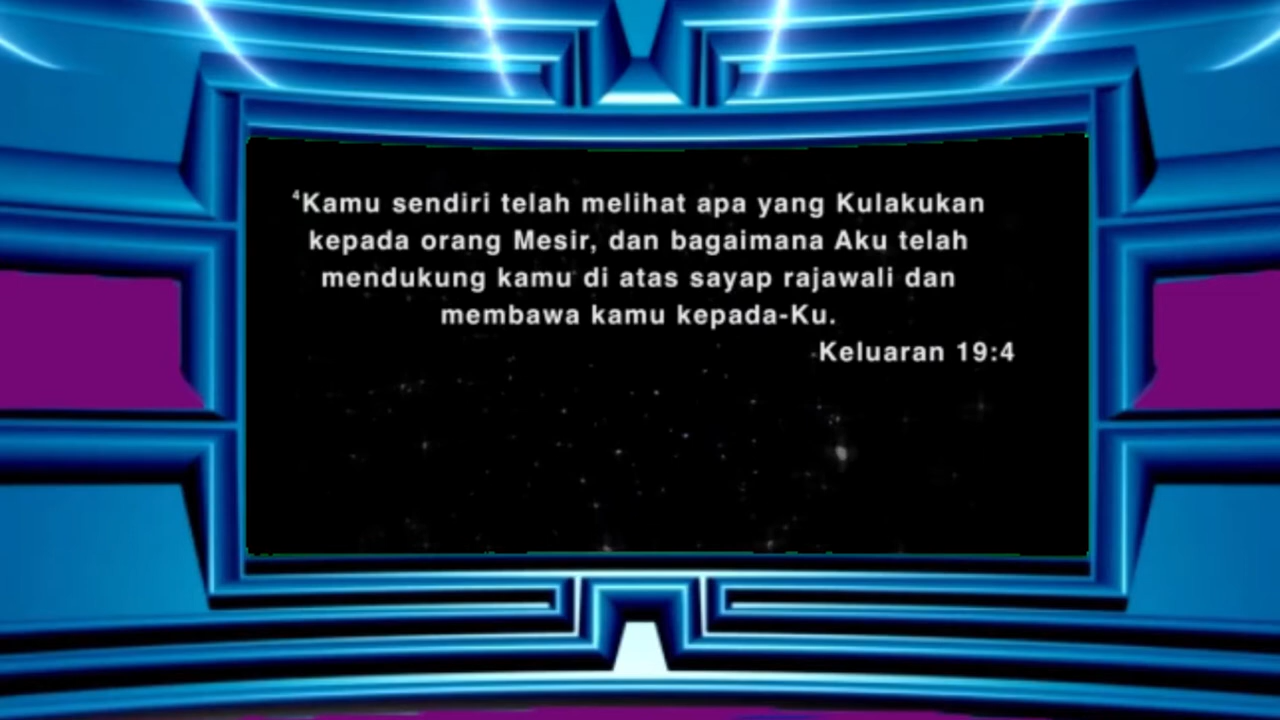 ⁴Kamu sendiri telah melihat apa yang Kulakukan
kepada orang Mesir, dan bagaimana Aku telah
mendukung kamu di atas sayap rajawali dan
membawa kamu kepada-Ku.
Keluaran 19:4